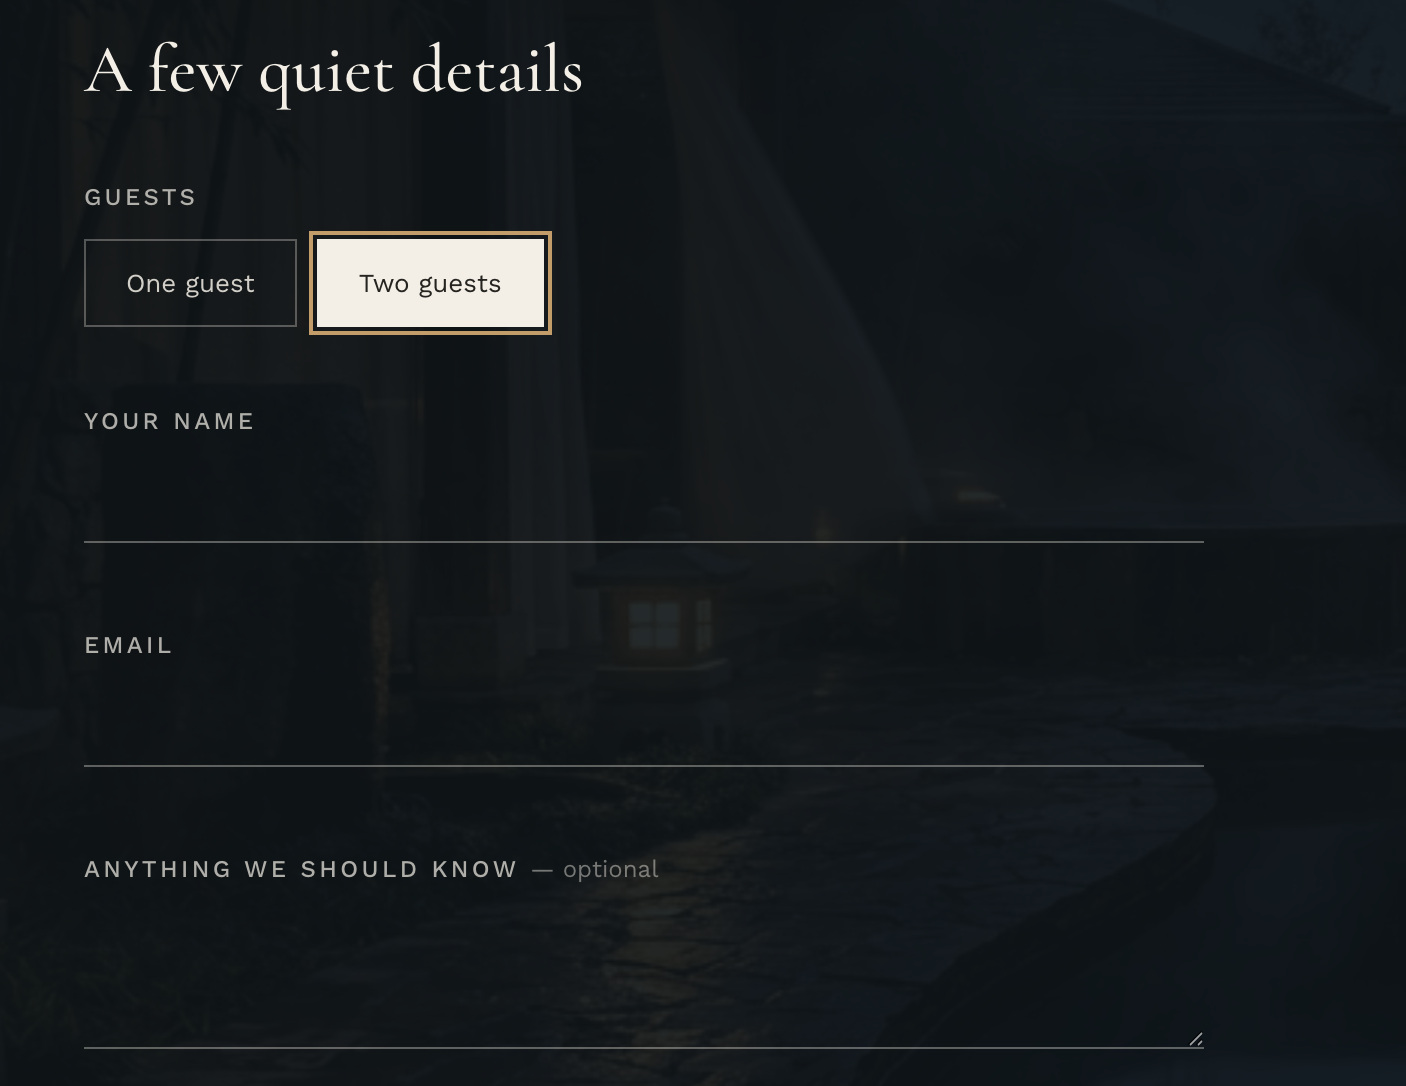 A few quiet details
GUESTS
One guest
Two guests
YOUR NAME
EMAIL
ANYTHING WE SHOULD KNOW — optional